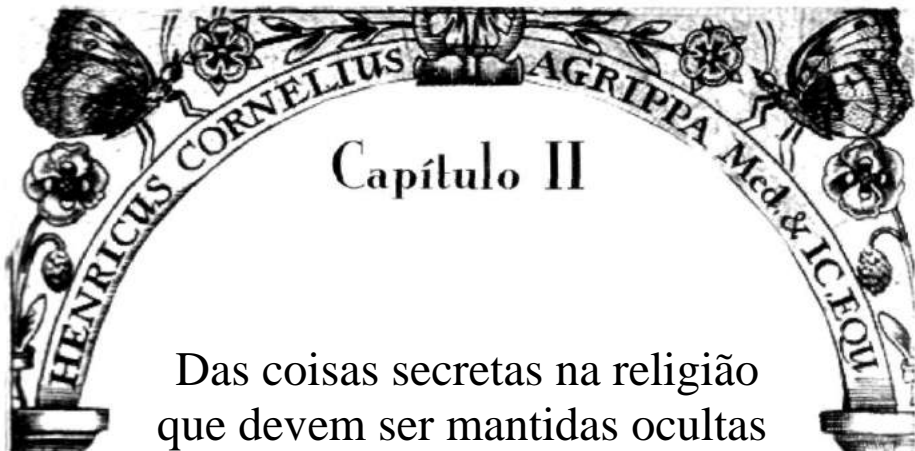 HENRICUS CORNELIUS AGRIPPA Med. & IC. EQU
Capítulo II
Das coisas secretas na religião
que devem ser mantidas ocultas